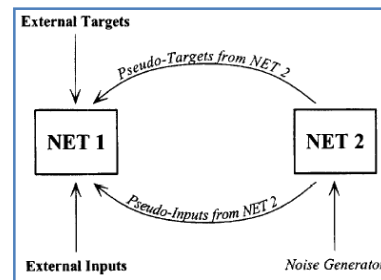 External Targets
Pseudo-Targets from NET 2
NET 1
NET 2
Pseudo-Inputs from NET 2
External Inputs
Noise Generator